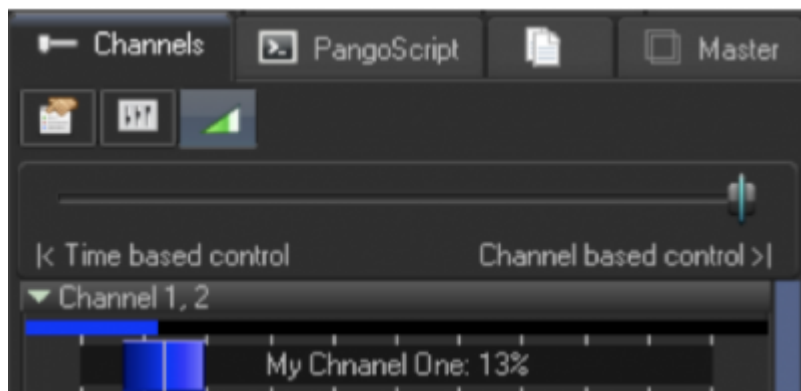 Channels PangoScript Master
|< Time based control Channel based control >|
Channel 1, 2
My Chnanel One: 13%